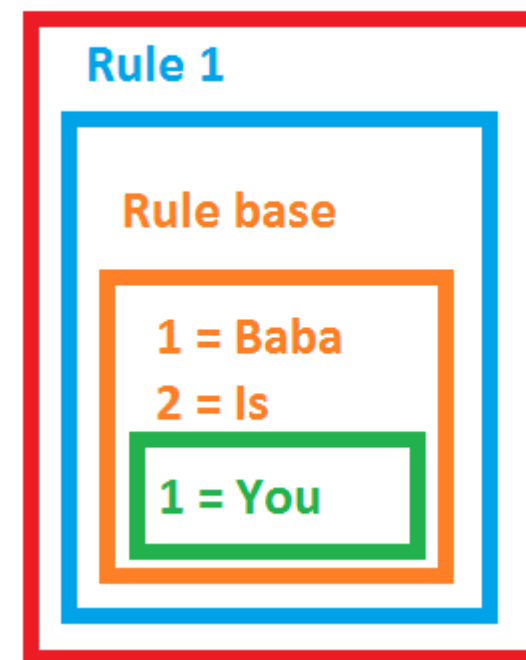 Rule 1
Rule base
1 = Baba
2 = Is
1 = You